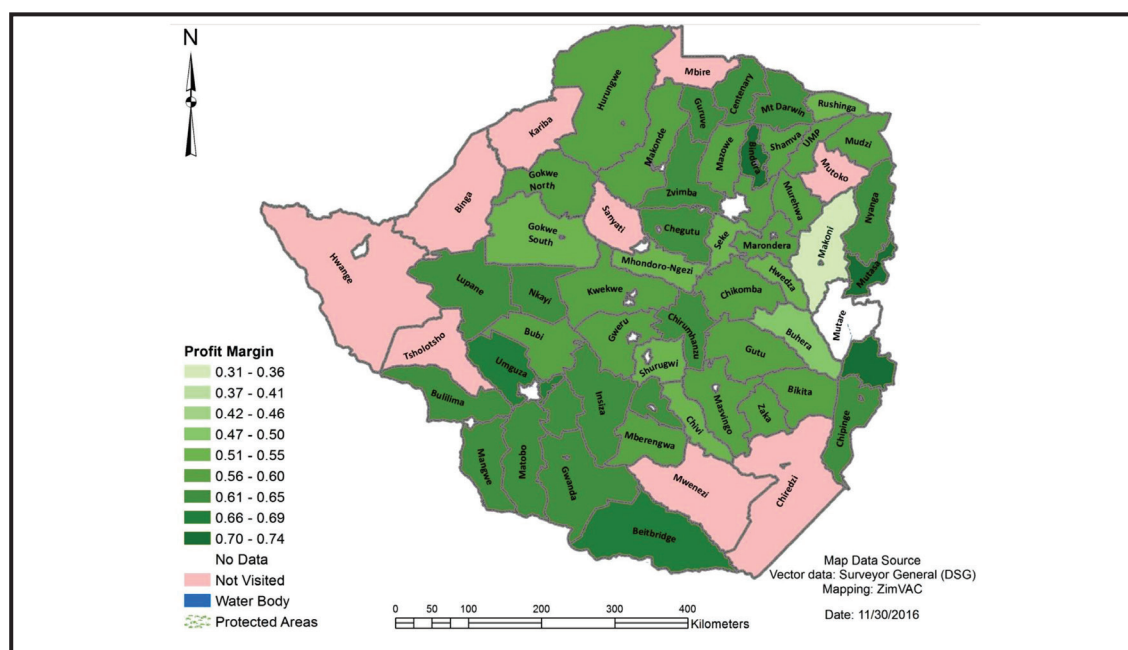 N
Mbire
Hurungwe
Centenary
Guruve
Mt Darwin
Rushinga
Kariba
Makonde
Mazowe
Bindura
Shamva
UMP
Mudzi
Mutoko
Binga
Gokwe
North
Zvimba
Murehwa
Nyanga
Sanyati
Chegutu
Seke
Marondera
Makoni
Gokwe
South
Hwange
Mhondoro-Ngezi
Hwedza
Mutasa
Lupane
Nkayi
Kwekwe
Chikomba
Mutare
Tsholotsho
Bubi
Gweru
Chirumhanzu
Buhera
Umguza
Shurugwi
Gutu
Bulilima
Insiza
Masvingo
Zaka
Bikita
Chipinge
Chivi
Mberengwa
Mangwe
Matobo
Gwanda
Mwenezi
Chiredzi
Beitbridge
Profit Margin
0.31 - 0.36
0.37 - 0.41
0.42 - 0.46
0.47 - 0.50
0.51 - 0.55
0.56 - 0.60
0.61 - 0.65
0.66 - 0.69
0.70 - 0.74
No Data
Not Visited
Water Body
Protected Areas
0 50 100 200 300 400
Kilometers
Map Data Source
Vector data: Surveyor General (DSG)
Mapping: ZimVAC
Date: 11/30/2016